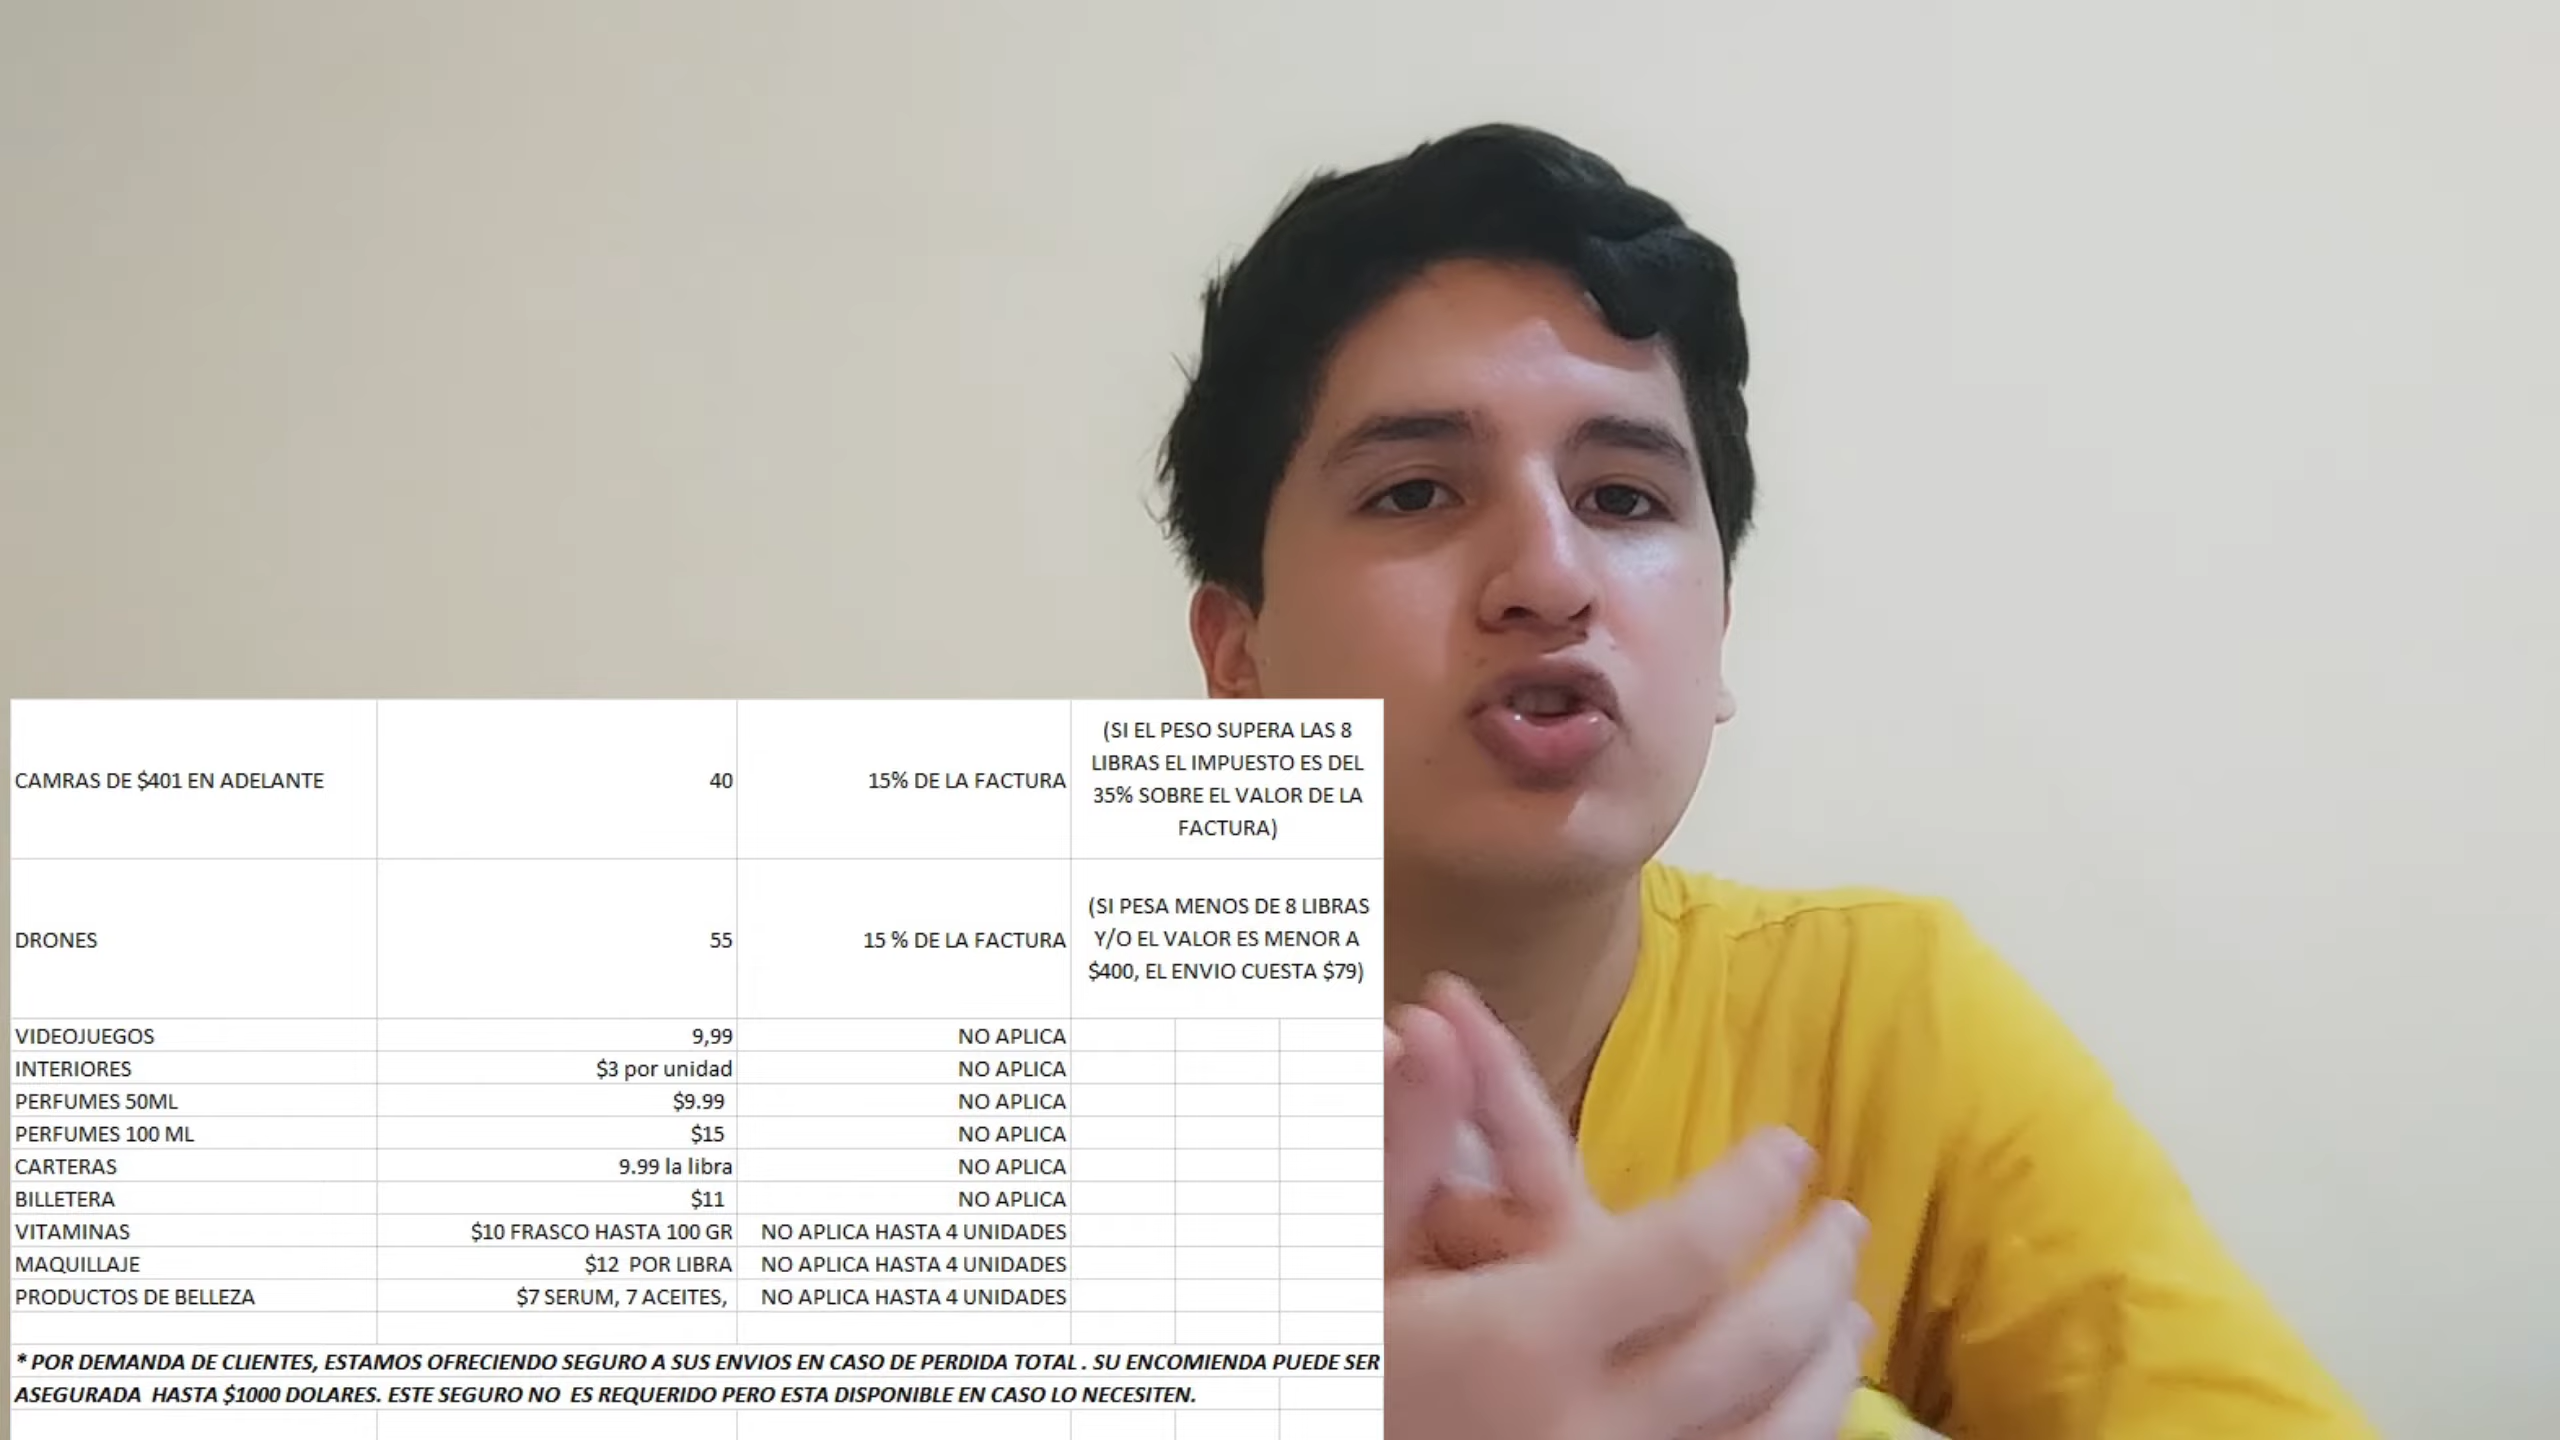 CAMRAS DE $401 EN ADELANTE 40 15% DE LA FACTURA (SI EL PESO SUPERA LAS 8
LIBRAS EL IMPUESTO ES DEL
35% SOBRE EL VALOR DE LA
FACTURA)
DRONES 55 15 % DE LA FACTURA (SI PESA MENOS DE 8 LIBRAS
Y/O EL VALOR ES MENOR A
$400, EL ENVIO CUESTA $79)
VIDEOJUEGOS 9,99 NO APLICA
INTERIORES $3 por unidad NO APLICA
PERFUMES 50ML $9.99 NO APLICA
PERFUMES 100 ML $15 NO APLICA
CARTERAS 9.99 la libra NO APLICA
BILLETERA $11 NO APLICA
VITAMINAS $10 FRASCO HASTA 100 GR NO APLICA HASTA 4 UNIDADES
MAQUILLAJE $12 POR LIBRA NO APLICA HASTA 4 UNIDADES
PRODUCTOS DE BELLEZA $7 SERUM, 7 ACEITES, NO APLICA HASTA 4 UNIDADES
* POR DEMANDA DE CLIENTES, ESTAMOS OFRECIENDO SEGURO A SUS ENVIOS EN CASO DE PERDIDA TOTAL . SU ENCOMIENDA PUEDE SER
ASEGURADA HASTA $1000 DOLARES. ESTE SEGURO NO ES REQUERIDO PERO ESTA DISPONIBLE EN CASO LO NECESITEN.